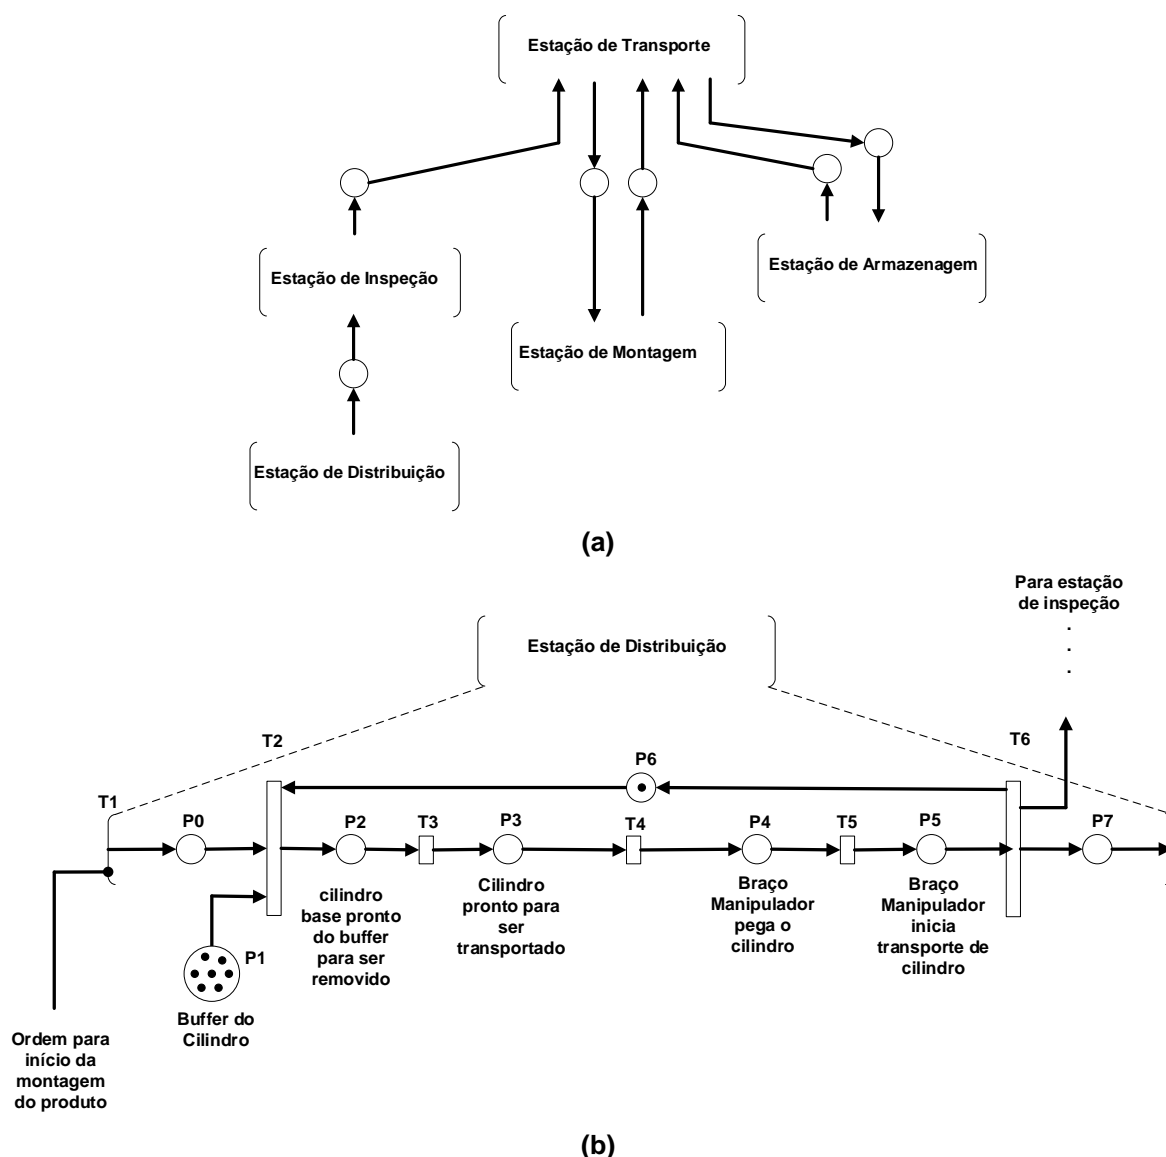 Estação de Transporte
Estação de Inspeção
Estação de Armazenagem
Estação de Montagem
Estação de Distribuição
(a)
Para estação
de inspeção
.
.
.
Estação de Distribuição
T2
T6
P6
T1
P0
P2
T3
P3
T4
P4
T5
P5
P7
cilindro
base pronto
do buffer
para ser
removido
Cilindro
pronto para
ser
transportado
Braço
Manipulador
pega o
cilindro
Braço
Manipulador
inicia
transporte de
cilindro
P1
Buffer do
Cilindro
Ordem para
início da
montagem
do produto
(b)